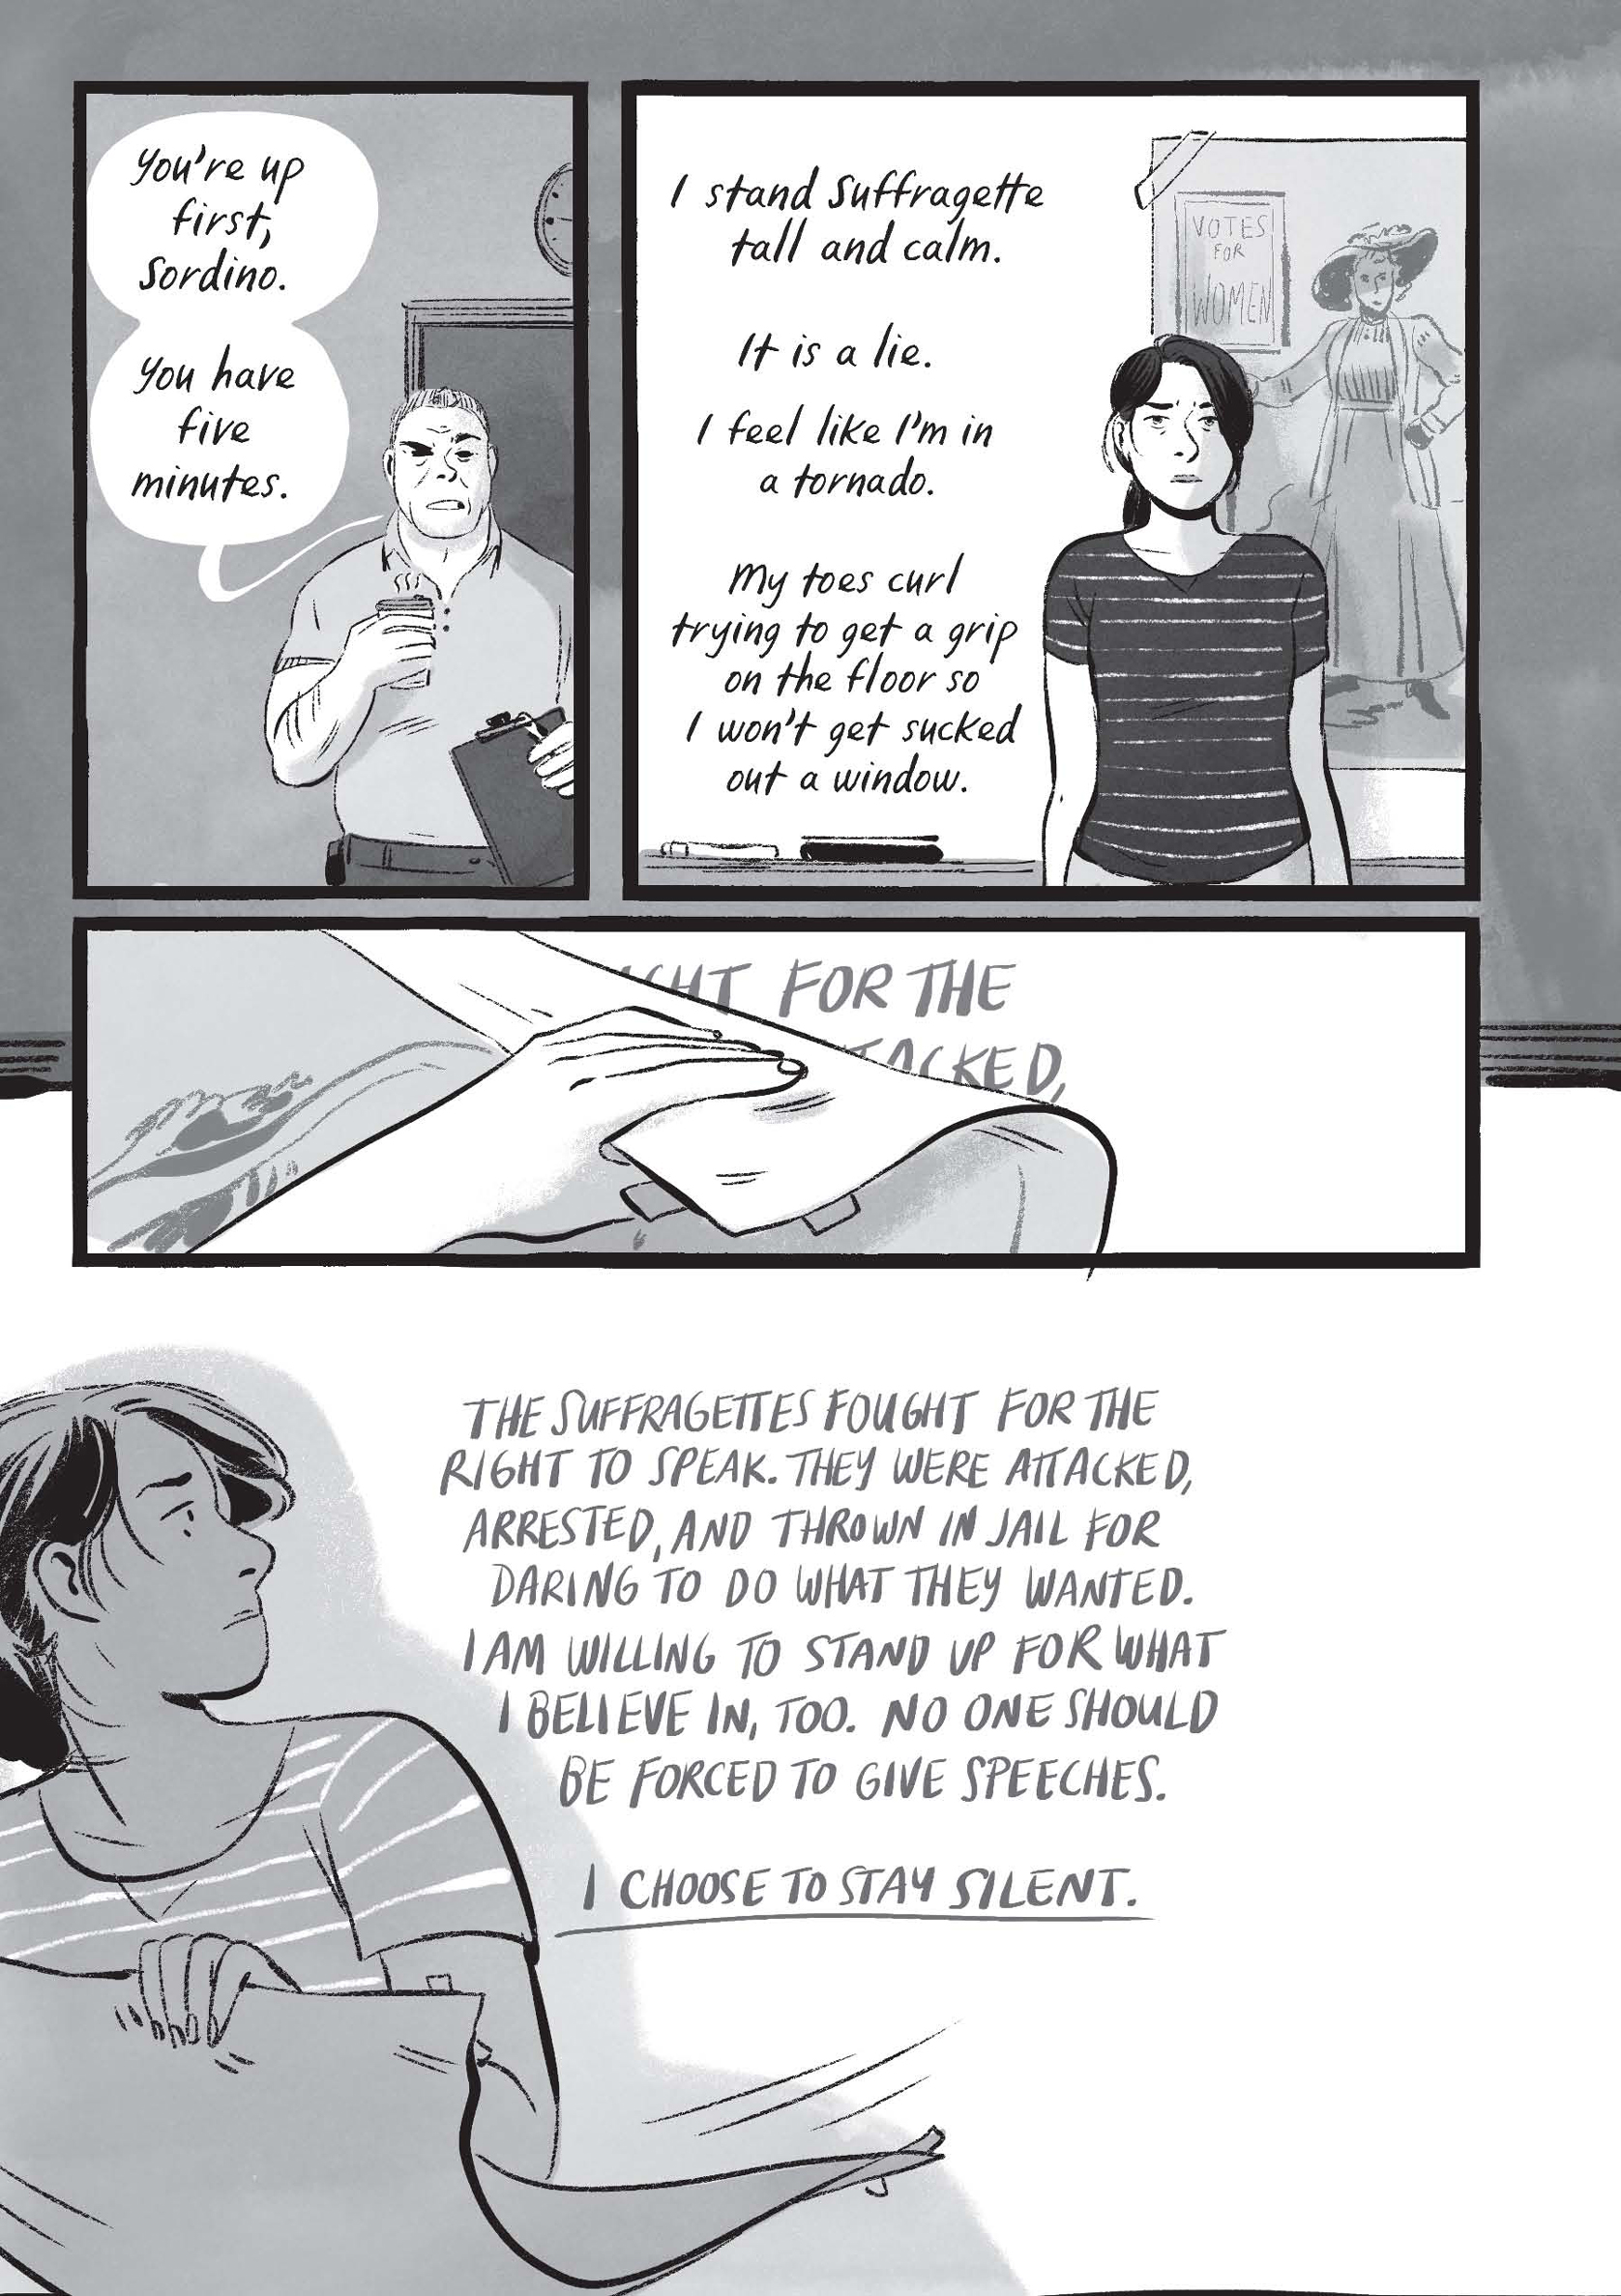 You're up
first,
Sordino.
You have
five
minutes.
I stand Suffragette
tall and calm.
It is a lie.
I feel like I'm in
a tornado.
My toes curl
trying to get a grip
on the floor so
I won't get sucked
out a window.
VOTES
FOR
WOMEN
GHT FOR THE
TACKED,
THE SUFFRAGETTES FOUGHT FOR THE
RIGHT TO SPEAK. THEY WERE ATTACKED,
ARRESTED, AND THROWN IN JAIL FOR
DARING TO DO WHAT THEY WANTED.
I AM WILLING TO STAND UP FOR WHAT
I BELIEVE IN, TOO. NO ONE SHOULD
BE FORCED TO GIVE SPEECHES.
I CHOOSE TO STAY SILENT.